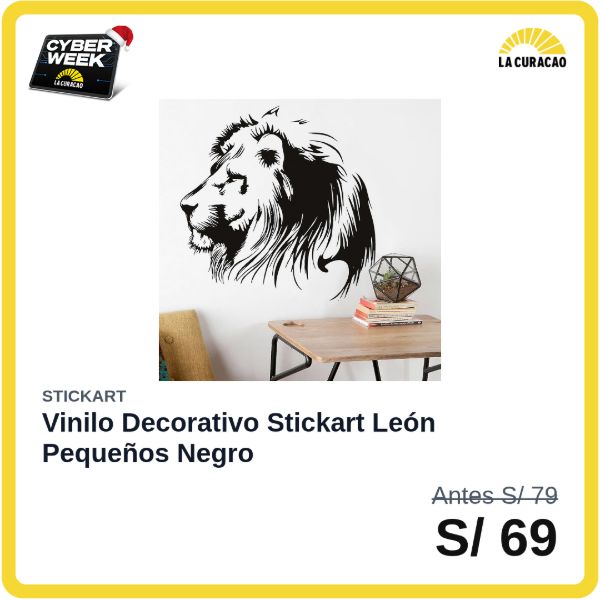 CYBER
WEEK
LA CURACAO
LA CURACAO
STICKART
Vinilo Decorativo Stickart León
Pequeños Negro
Antes S/ 79
S/ 69